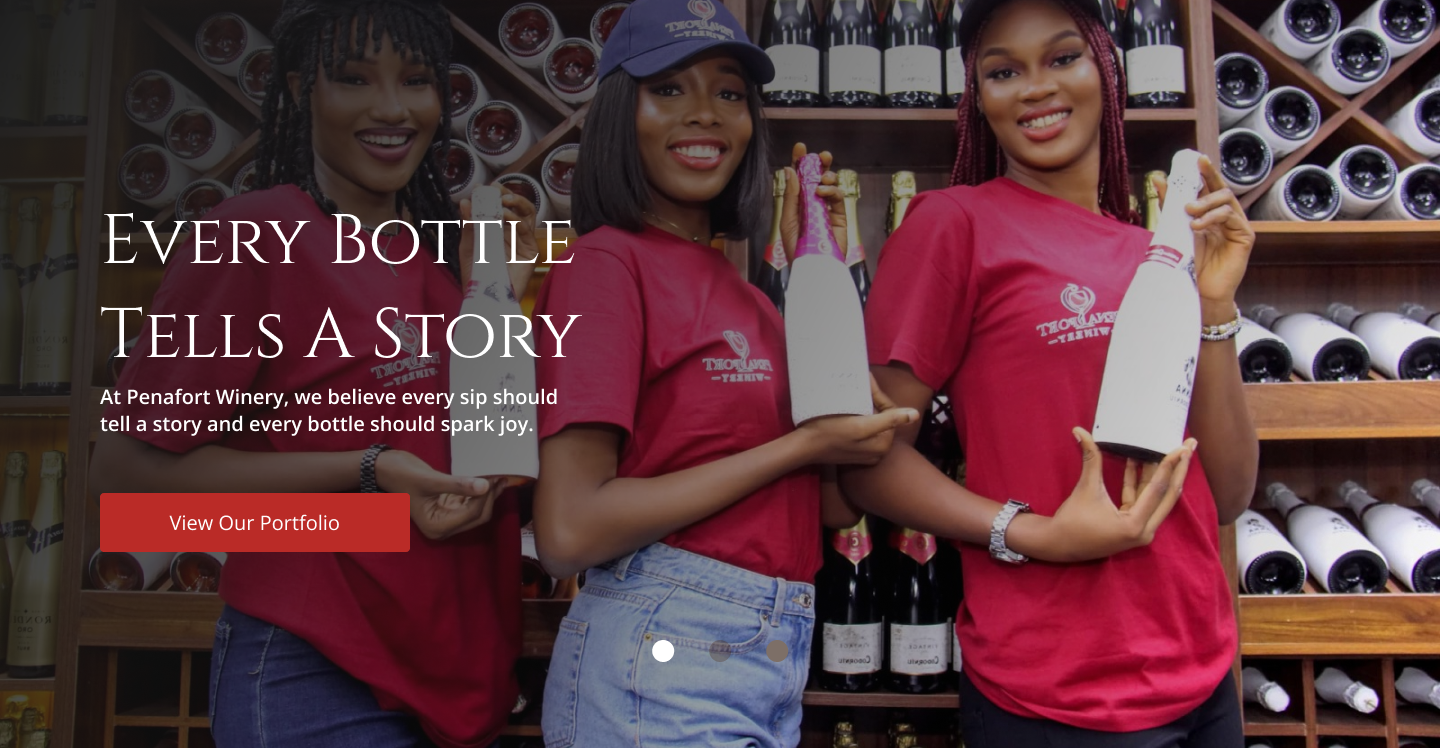 EVERY BOTTLE
TELLS A STORY
At Penafort Winery, we believe every sip should
tell a story and every bottle should spark joy.
View Our Portfolio